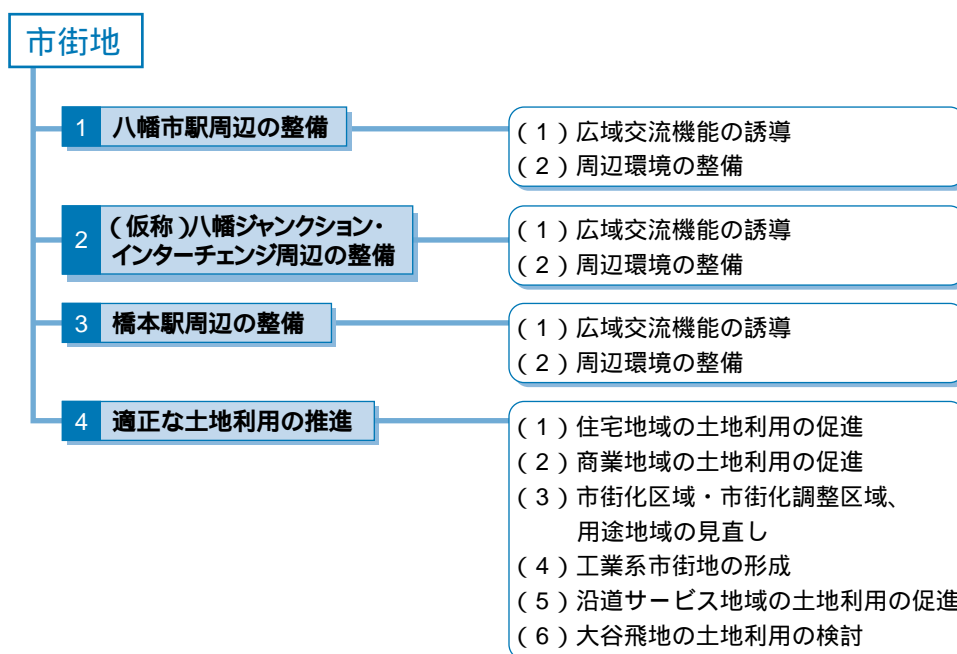 市街地
1 八幡市駅周辺の整備
(1)広域交流機能の誘導
(2)周辺環境の整備
2 (仮称)八幡ジャンクション・
インターチェンジ周辺の整備
(1)広域交流機能の誘導
(2)周辺環境の整備
3 橋本駅周辺の整備
(1)広域交流機能の誘導
(2)周辺環境の整備
4 適正な土地利用の推進
(1)住宅地域の土地利用の促進
(2)商業地域の土地利用の促進
(3)市街化区域・市街化調整区域、
用途地域の見直し
(4)工業系市街地の形成
(5)沿道サービス地域の土地利用の促進
(6)大谷飛地の土地利用の検討